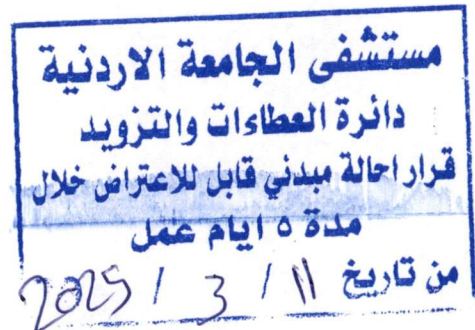 مستشفى الجامعة الاردنية
دائرة العطاءات والتزويد
قرار احالة مبدئي قابل للاعتراض خلال
مدة ٥ ايام عمل
من تاريخ 11 / 3 / 2025